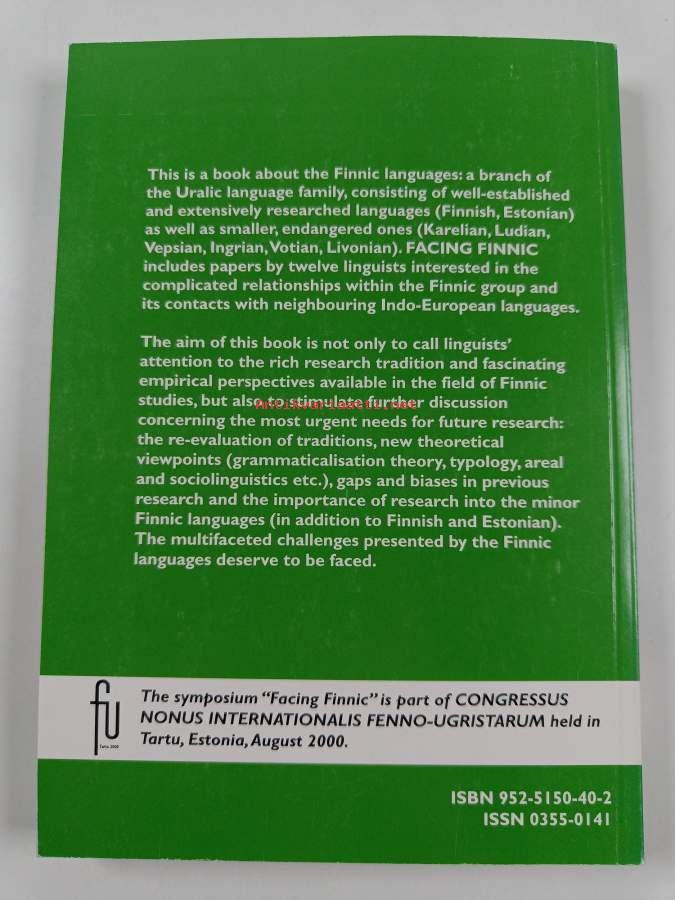 This is a book about the Finnic languages: a branch of
the Uralic language family, consisting of well-established
and extensively researched languages (Finnish, Estonian)
as well as smaller, endangered ones (Karelian, Ludian,
Vepsian, Ingrian, Votian, Livonian). FACING FINNIC
includes papers by twelve linguists interested in the
complicated relationships within the Finnic group and
its contacts with neighbouring Indo-European languages.
The aim of this book is not only to call linguists'
attention to the rich research tradition and fascinating
empirical perspectives available in the field of Finnic
studies, but also to stimulate further discussion
Antikvariaatti.net
concerning the most urgent needs for future research:
the re-evaluation of traditions, new theoretical
viewpoints (grammaticalisation theory, typology, areal
and sociolinguistics etc.), gaps and biases in previous
research and the importance of research into the minor
Finnic languages (in addition to Finnish and Estonian).
The multifaceted challenges presented by the Finnic
languages deserve to be faced.
fu
Tartu 2000
The symposium "Facing Finnic" is part of CONGRESSUS
NONUS INTERNATIONALIS FENNO-UGRISTARUM held in
Tartu, Estonia, August 2000.
ISBN 952-5150-40-2
ISSN 0355-0141